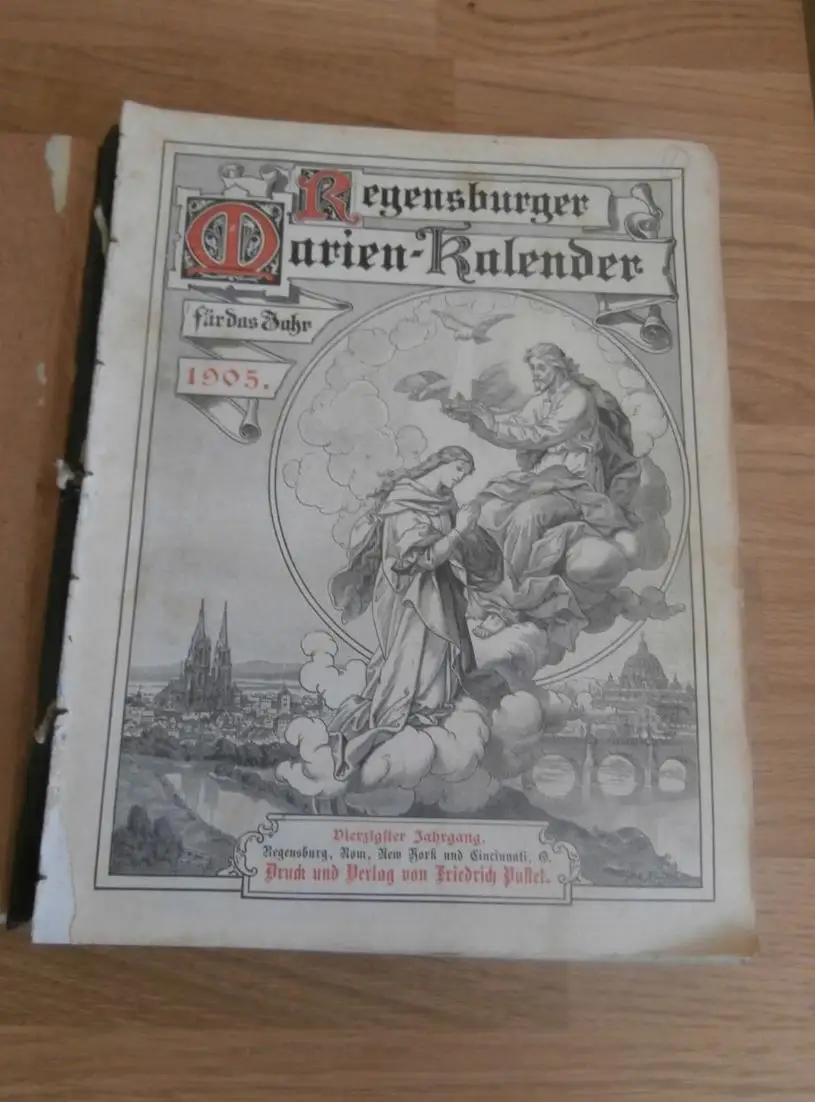 Regensburger
Marien-Kalender
für das Jahr
1905.
Vierzigster Jahrgang.
Regensburg, Rom, New York und Cincinnati, O.
Druck und Verlag von Friedrich Pustet.